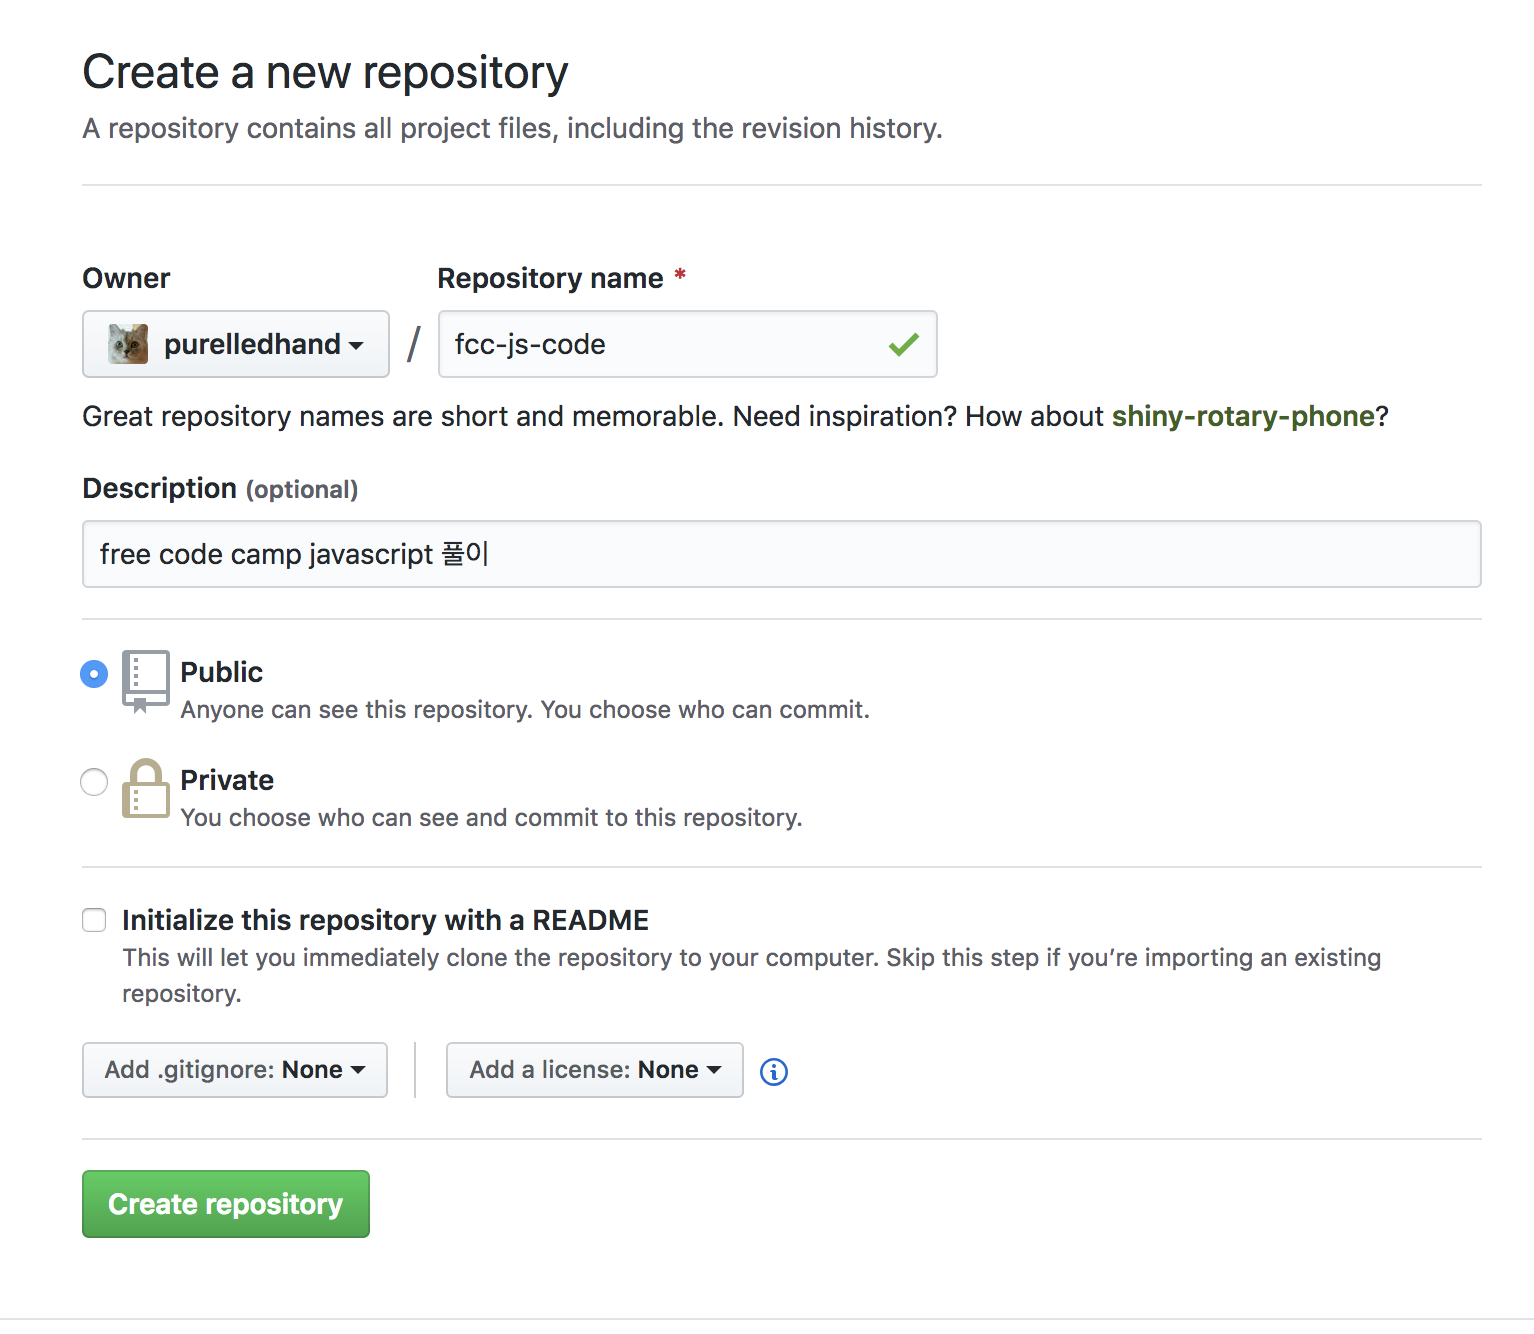 Create a new repository
A repository contains all project files, including the revision history.
Owner
Repository name *
purelledhand
/
fcc-js-code
Great repository names are short and memorable. Need inspiration? How about shiny-rotary-phone?
Description (optional)
free code camp javascript 풀이
Public
Anyone can see this repository. You choose who can commit.
Private
You choose who can see and commit to this repository.
Initialize this repository with a README
This will let you immediately clone the repository to your computer. Skip this step if you’re importing an existing
repository.
Add .gitignore: None
Add a license: None
Create repository